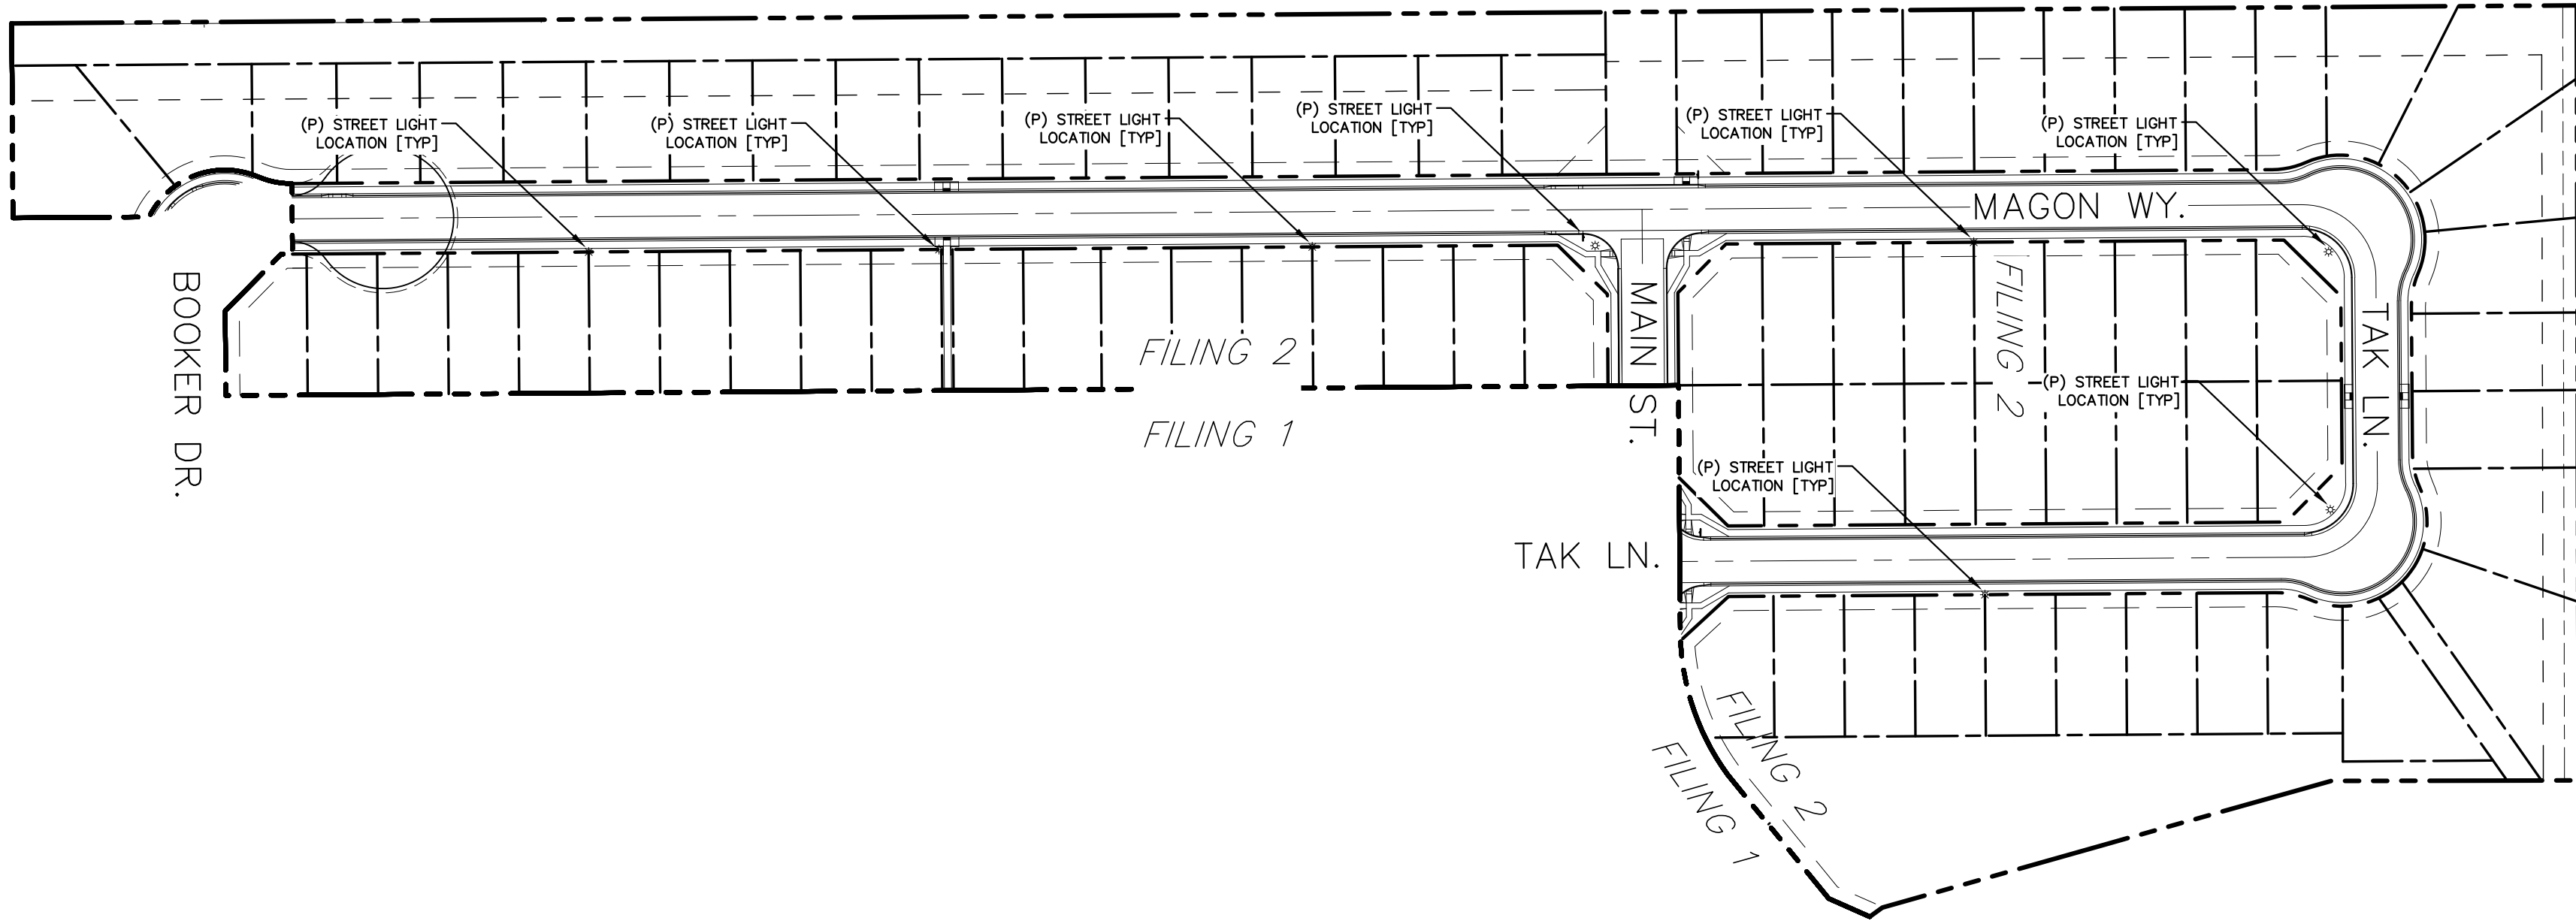 (P) STREET LIGHT
LOCATION [TYP]
(P) STREET LIGHT
LOCATION [TYP]
(P) STREET LIGHT
LOCATION [TYP]
(P) STREET LIGHT
LOCATION [TYP]
(P) STREET LIGHT
LOCATION [TYP]
(P) STREET LIGHT
LOCATION [TYP]
MAGON WY.
BOOKER DR.
MAIN ST.
FILING 2
FILING 1
FILING 2
TAK LN.
(P) STREET LIGHT
LOCATION [TYP]
(P) STREET LIGHT
LOCATION [TYP]
TAK LN.
FILING 2
FILING 1